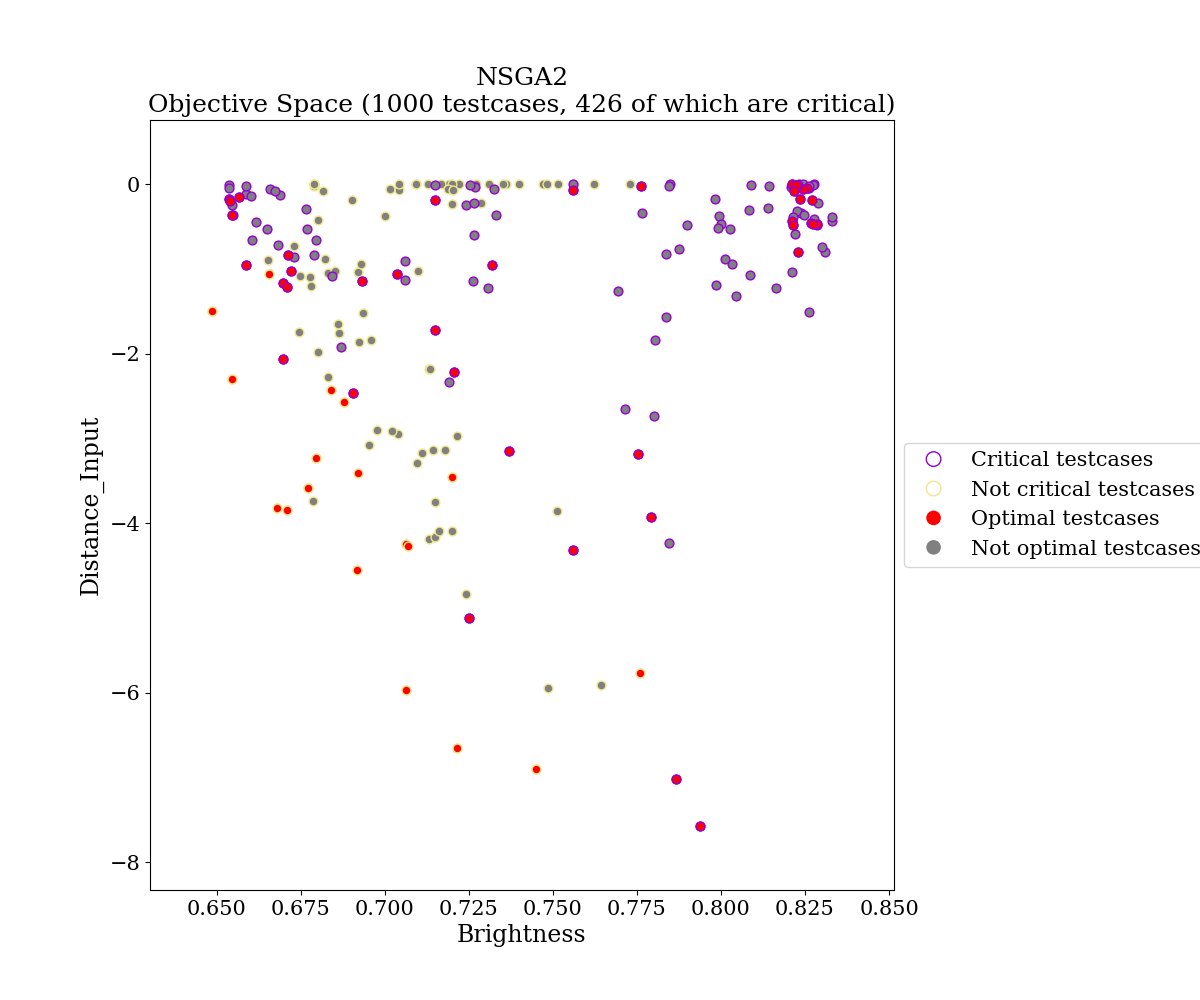 NSGA2
Objective Space (1000 testcases, 426 of which are critical)
0
−2
−4
−6
−8
Distance_Input
0.650 0.675 0.700 0.725 0.750 0.775 0.800 0.825 0.850
Brightness
Critical testcases
Not critical testcases
Optimal testcases
Not optimal testcases